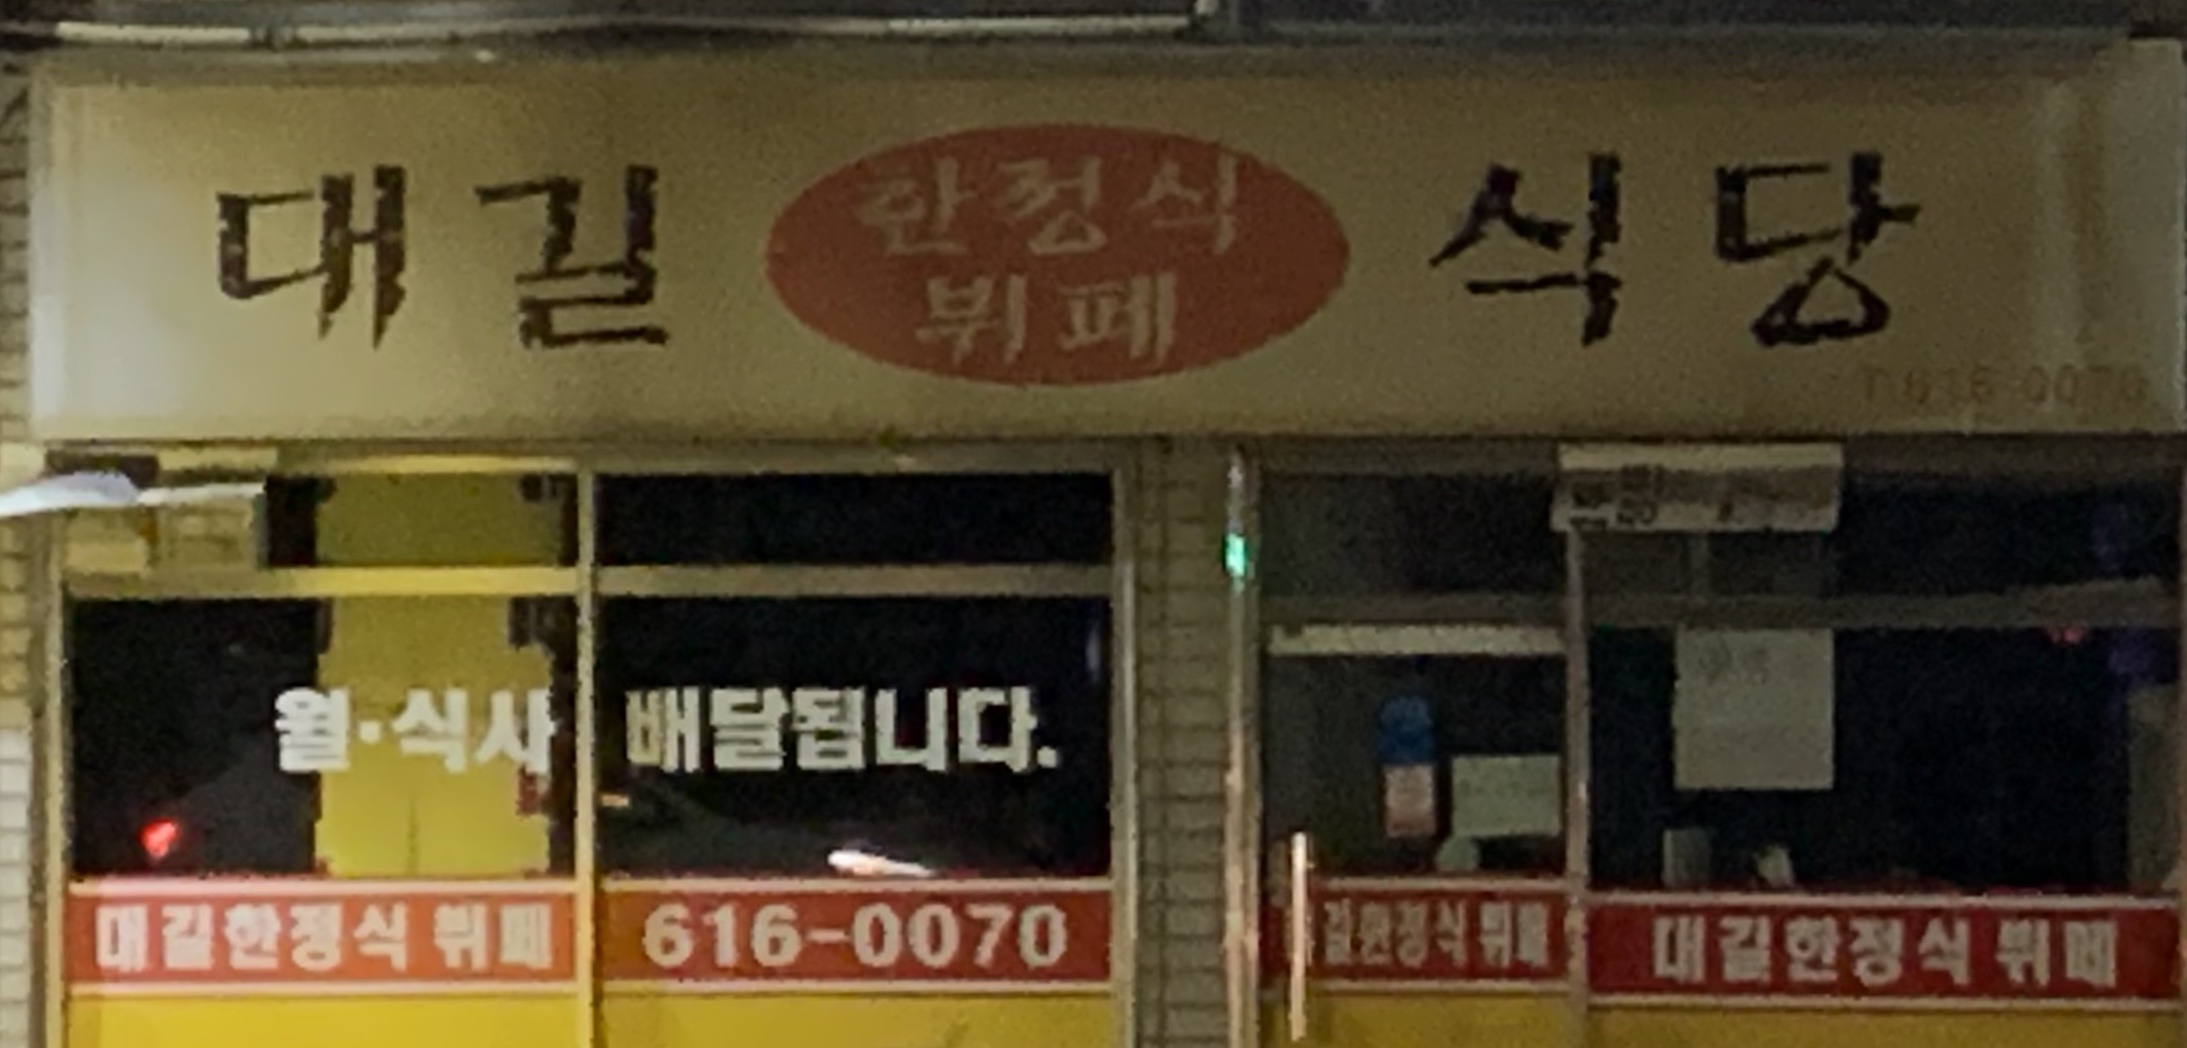 대길 한정식 뷔페 식당
T.616-0070
월·식사 배달됩니다.
대길한정식 뷔페
616-0070
길한정식 뷔페
대길한정식 뷔페